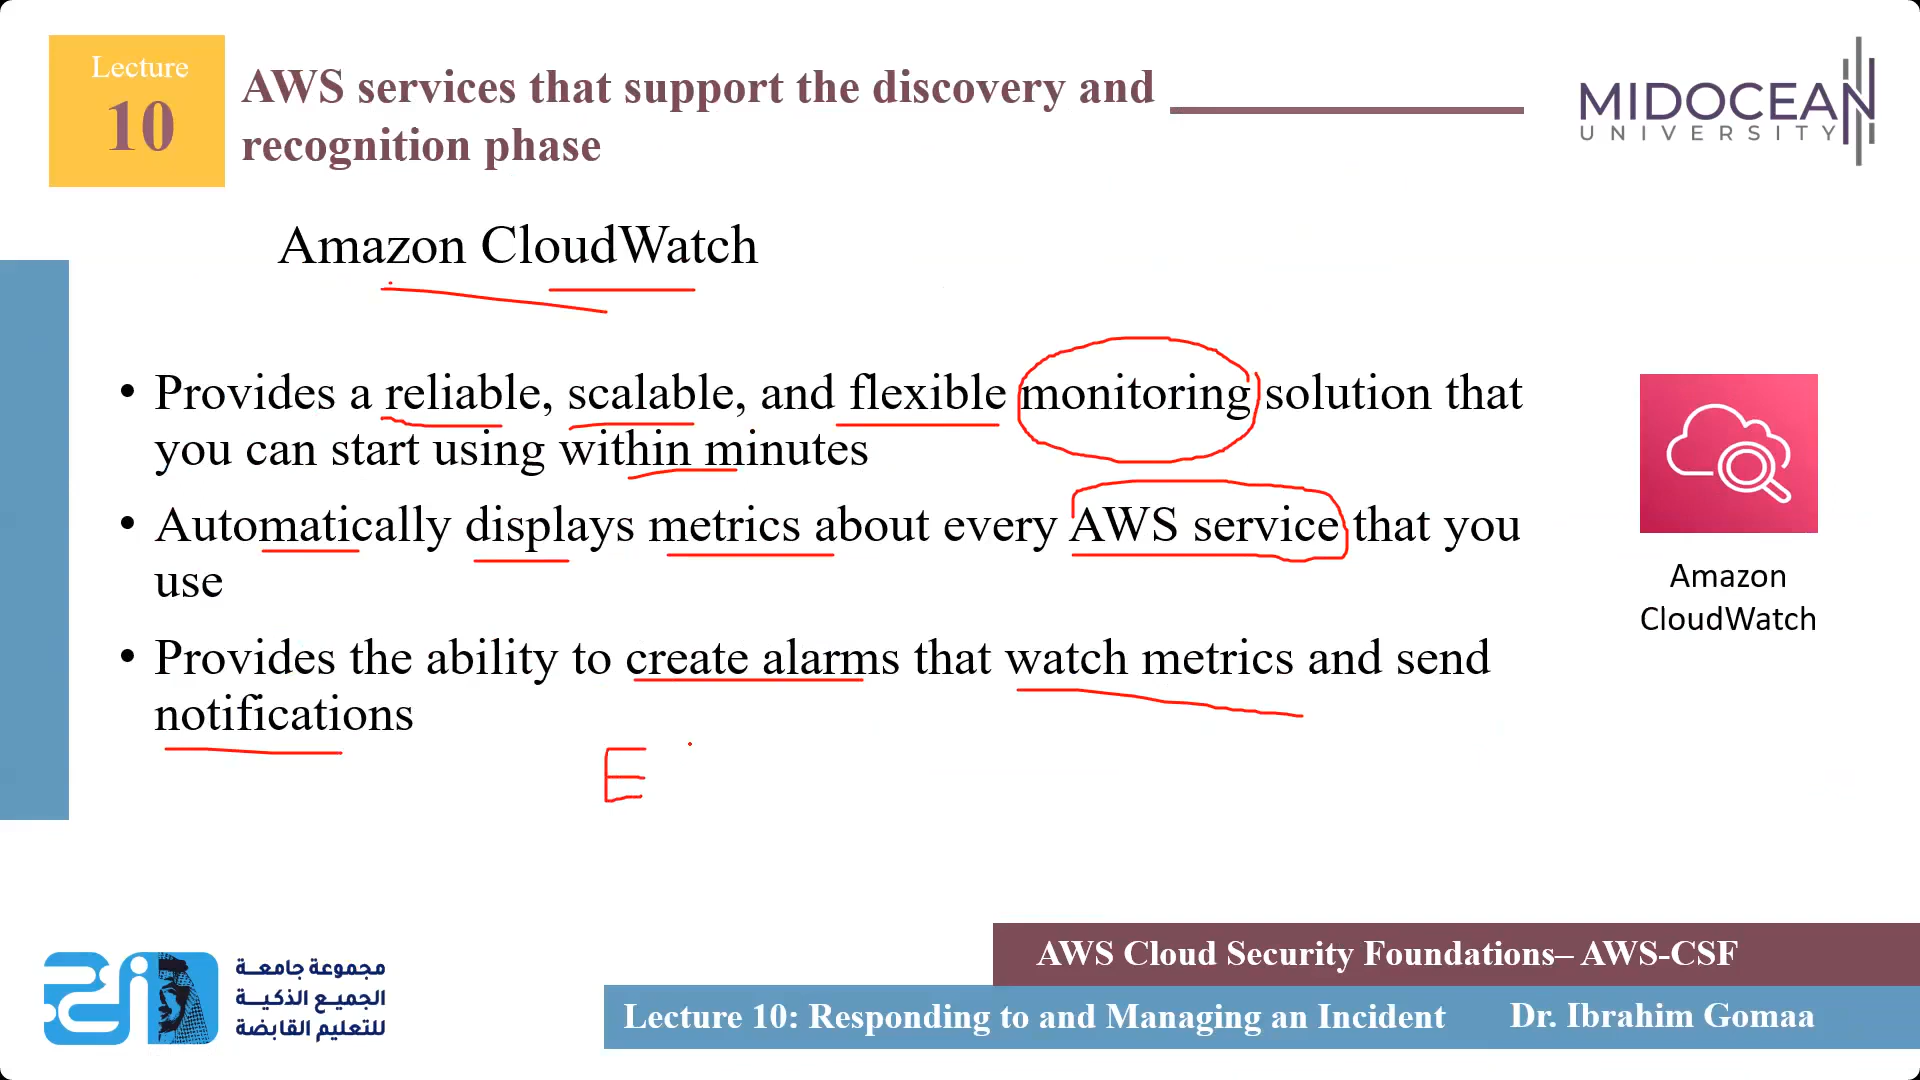 Lecture
10
AWS services that support the discovery and
recognition phase
MIDOCEAN
UNIVERSITY
Amazon CloudWatch
• Provides a reliable, scalable, and flexible monitoring solution that
you can start using within minutes
• Automatically displays metrics about every AWS service that you
use
• Provides the ability to create alarms that watch metrics and send
notifications
E
Amazon
CloudWatch
مجموعة جامعة
الجميع الذكية
للتعليم القابضة
AWS Cloud Security Foundations– AWS-CSF
Lecture 10: Responding to and Managing an Incident Dr. Ibrahim Gomaa